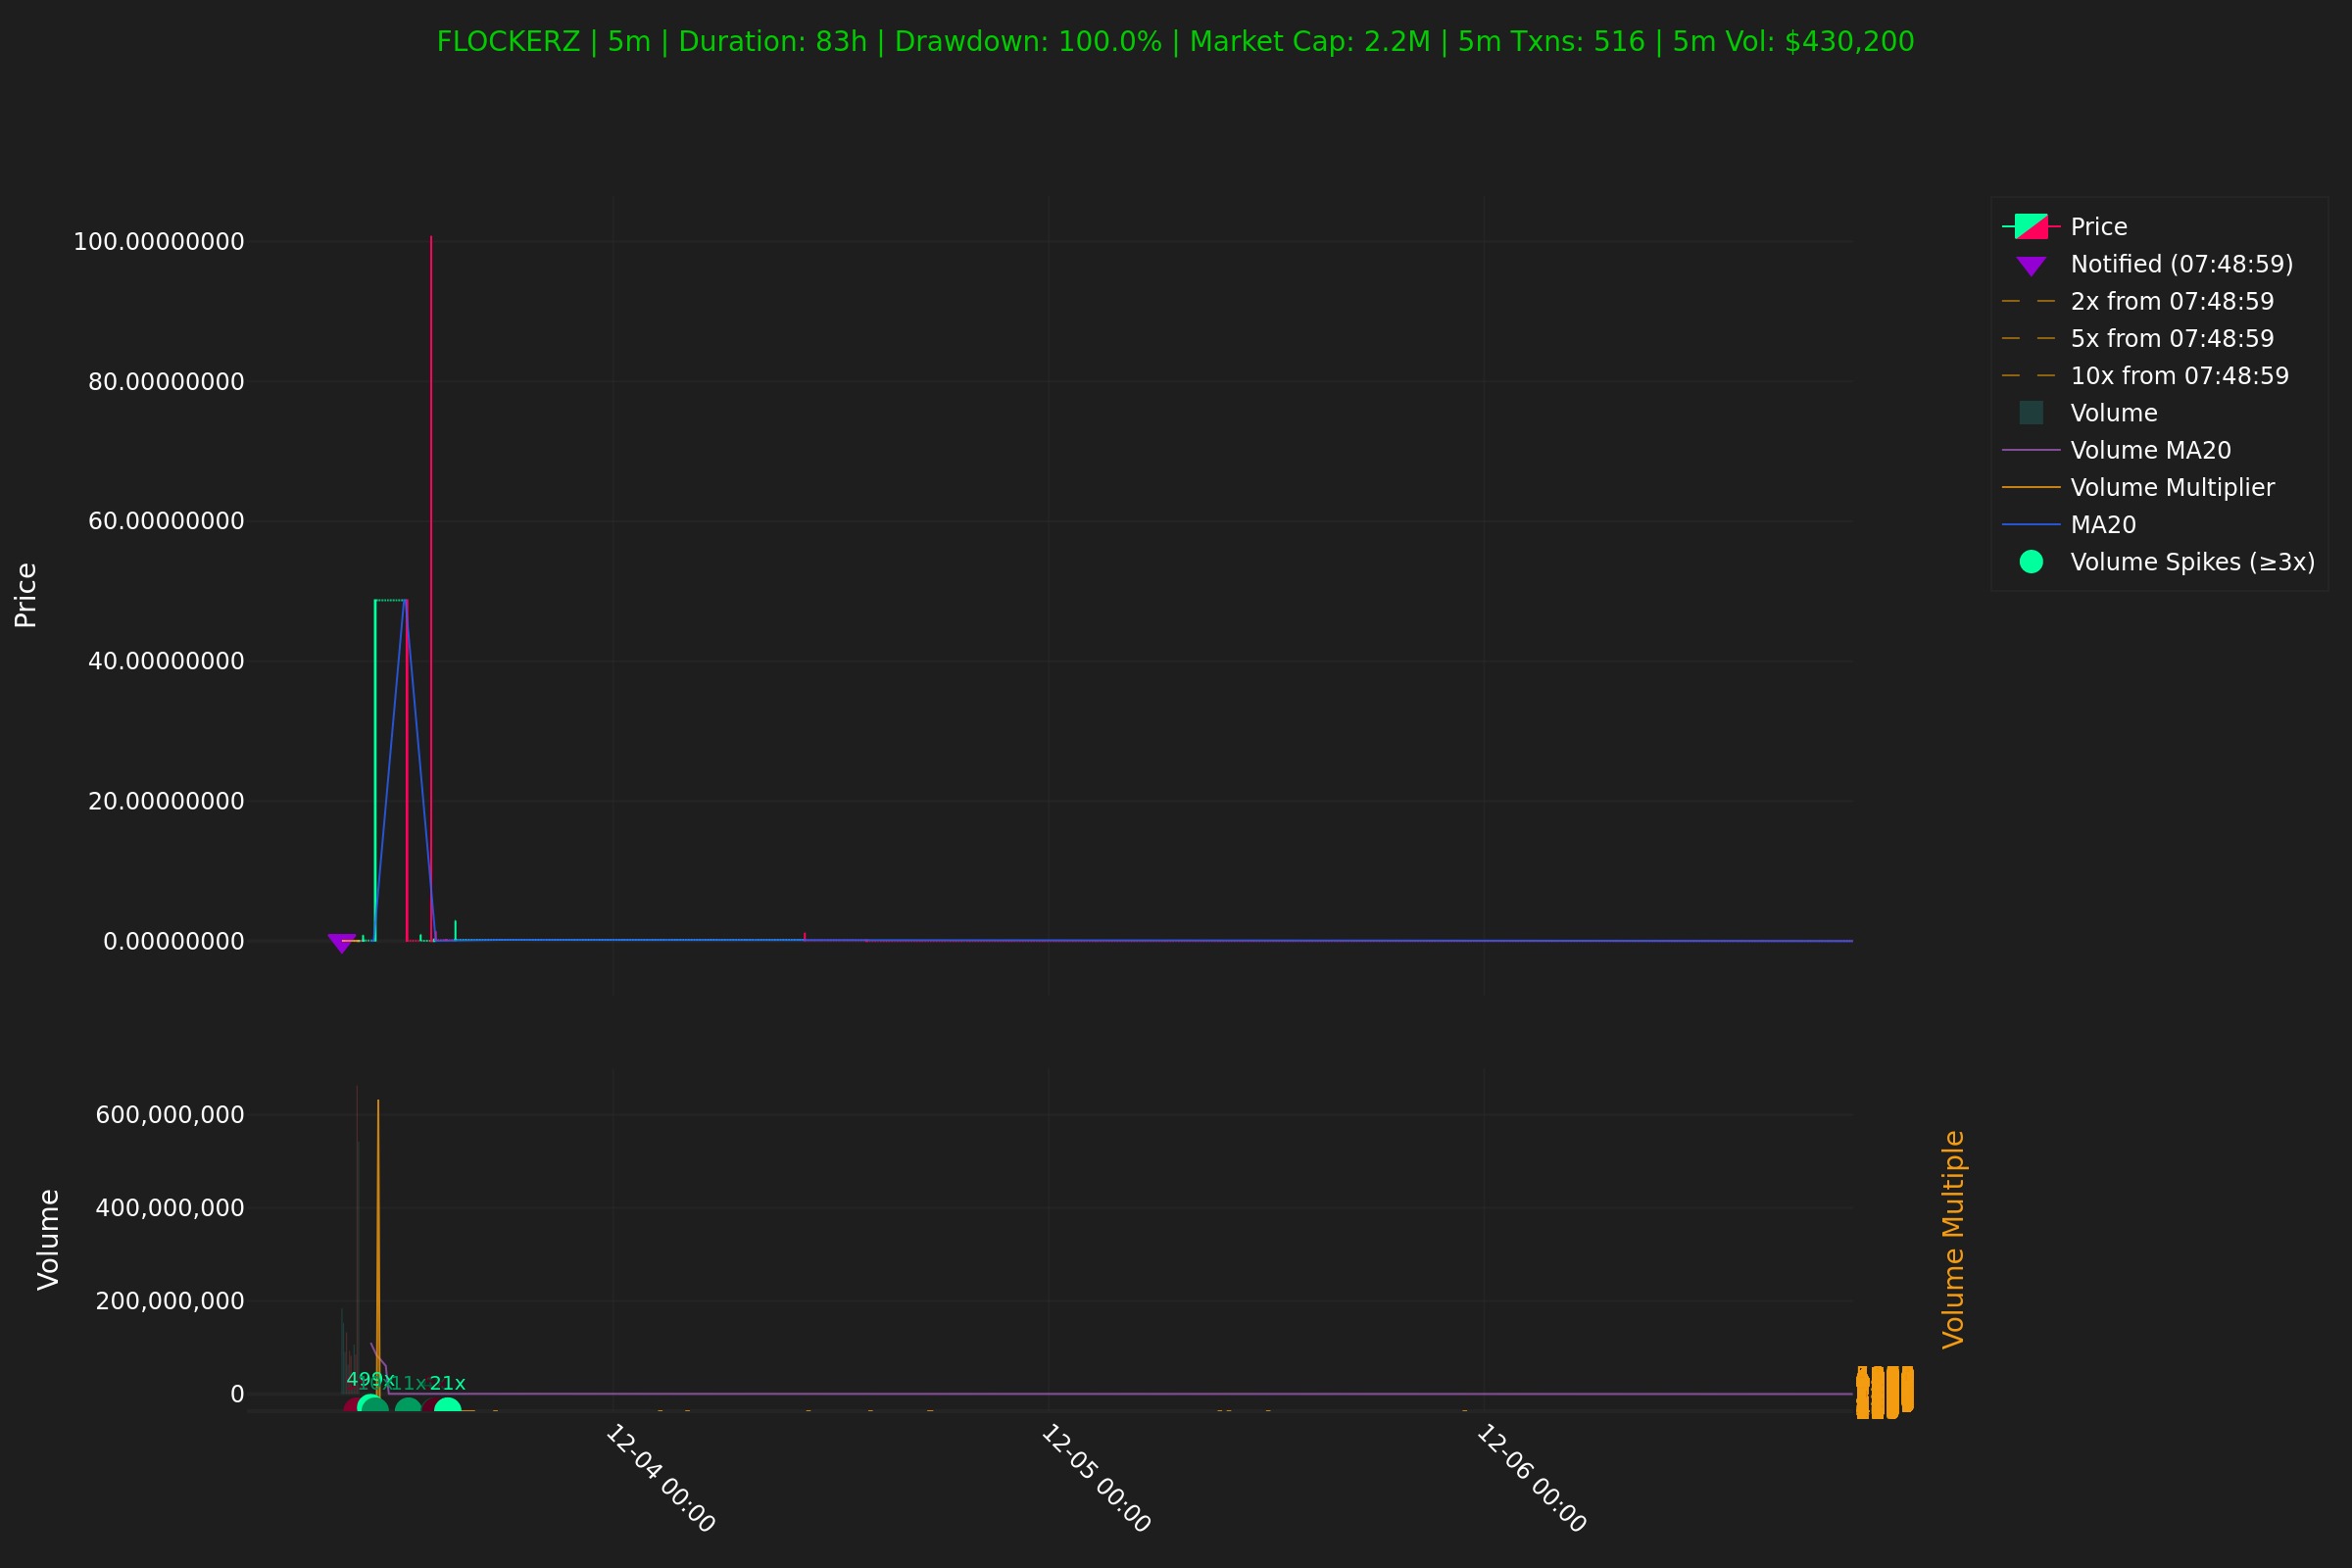 FLOCKERZ | 5m | Duration: 83h | Drawdown: 100.0% | Market Cap: 2.2M | 5m Txns: 516 | 5m Vol: $430,200
Price
100.00000000
80.00000000
60.00000000
40.00000000
20.00000000
0.00000000
Price
Notified (07:48:59)
2x from 07:48:59
5x from 07:48:59
10x from 07:48:59
Volume
Volume MA20
Volume Multiplier
MA20
Volume Spikes (≥3x)
Volume
600,000,000
400,000,000
200,000,000
0
11x
21x
Volume Multiple
12-04 00:00
12-05 00:00
12-06 00:00